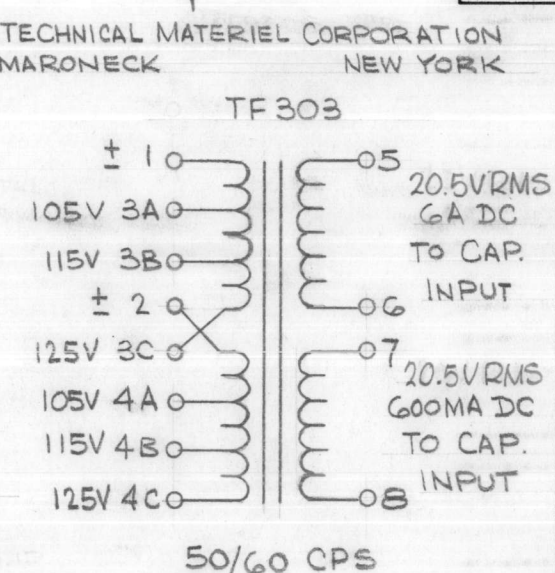 TECHNICAL MATERIEL CORPORATION
MARONECK NEW YORK
TF303
± 1
105V 3A
115V 3B
± 2
125V 3C
105V 4A
115V 4B
125V 4C
5
20.5VRMS
6A DC
TO CAP.
INPUT
6
7
20.5VRMS
600MA DC
TO CAP.
INPUT
8
50/60 CPS